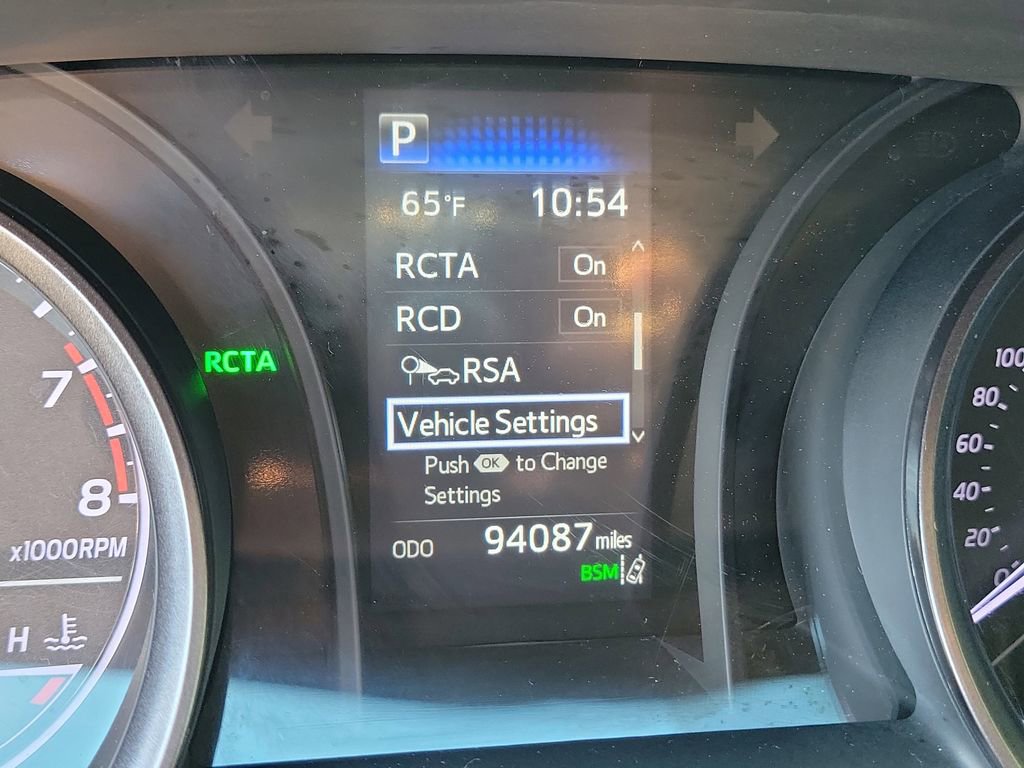 P
65°F 10:54
RCTA On
RCD On
RSA
Vehicle Settings
Push OK to Change
Settings
ODO 94087 miles
BSM
RCTA
7
8
x1000RPM
H
100
80
60
40
20
0